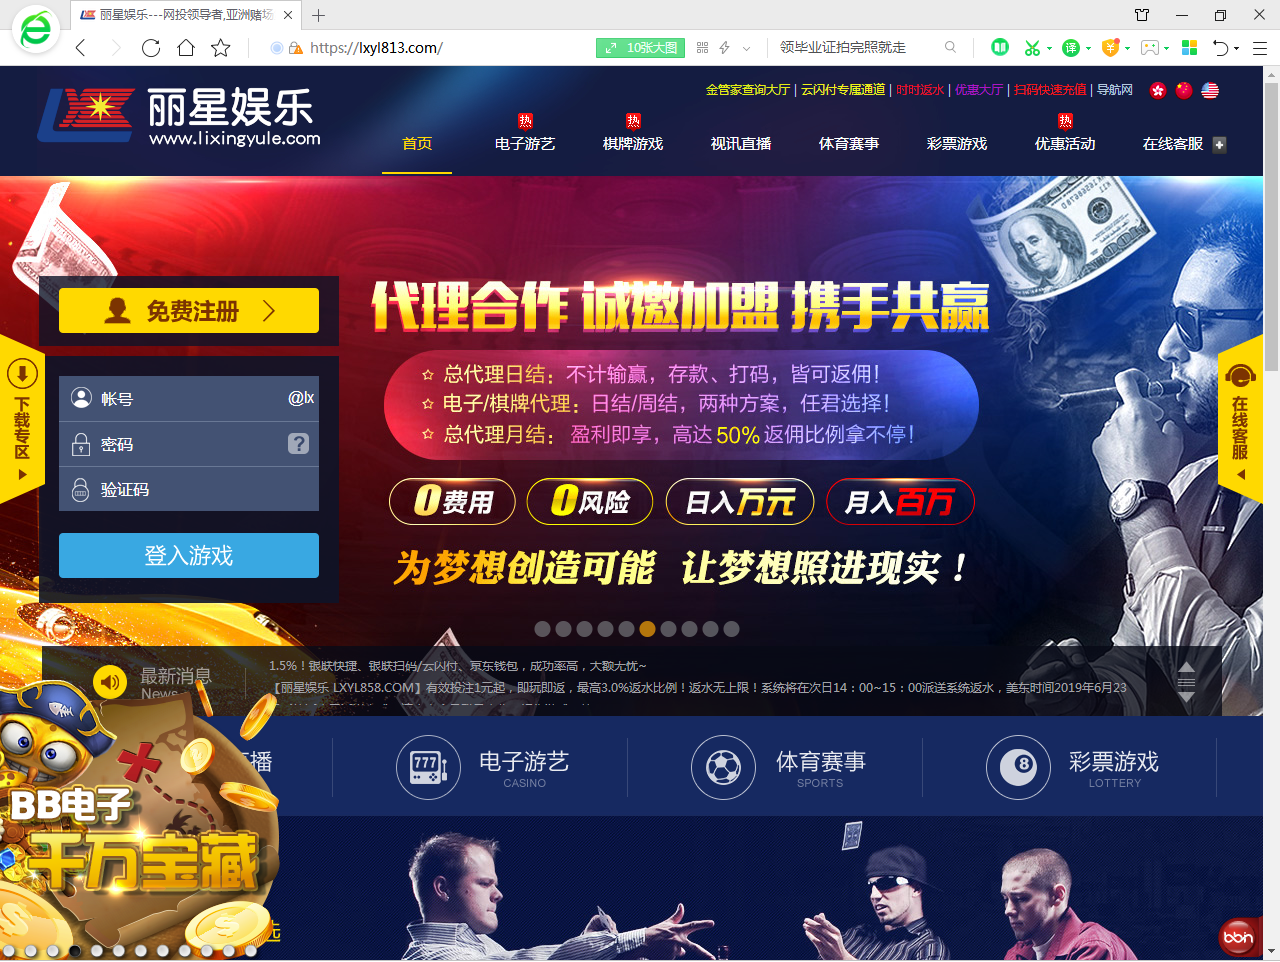 丽星娱乐---网投领导者,亚洲赌场
https://lxyl813.com/
10张大图
领毕业证拍完照就走
译
丽星娱乐
www.lixingyule.com
金管家查询大厅 | 云闪付专属通道 | 时时返水 | 优惠大厅 | 扫码快速充值 | 导航网
热 热 热
首页 电子游艺 棋牌游戏 视讯直播 体育赛事 彩票游戏 优惠活动 在线客服
免费注册
代理合作 诚邀加盟 携手共赢
下载专区
帐号 @lx
密码 ?
验证码
登入游戏
总代理日结：不计输赢，存款、打码，皆可返佣！
电子/棋牌代理：日结/周结，两种方案，任君选择！
总代理月结：盈利即享，高达50%返佣比例拿不停！
0费用 0风险 日入万元 月入百万
为梦想创造可能 让梦想照进现实！
在线客服
最新消息
News
1.5%！银联快捷、银联扫码/云闪付、京东钱包，成功率高，大额无忧~
【丽星娱乐 LXYL858.COM】有效投注1元起，即玩即返，最高3.0%返水比例！返水无上限！系统将在次日14：00~15：00派送系统返水，美东时间2019年6月23
播
777
电子游艺
CASINO
体育赛事
SPORTS
8
彩票游戏
LOTTERY
BB电子
千万宝藏
选
bbin